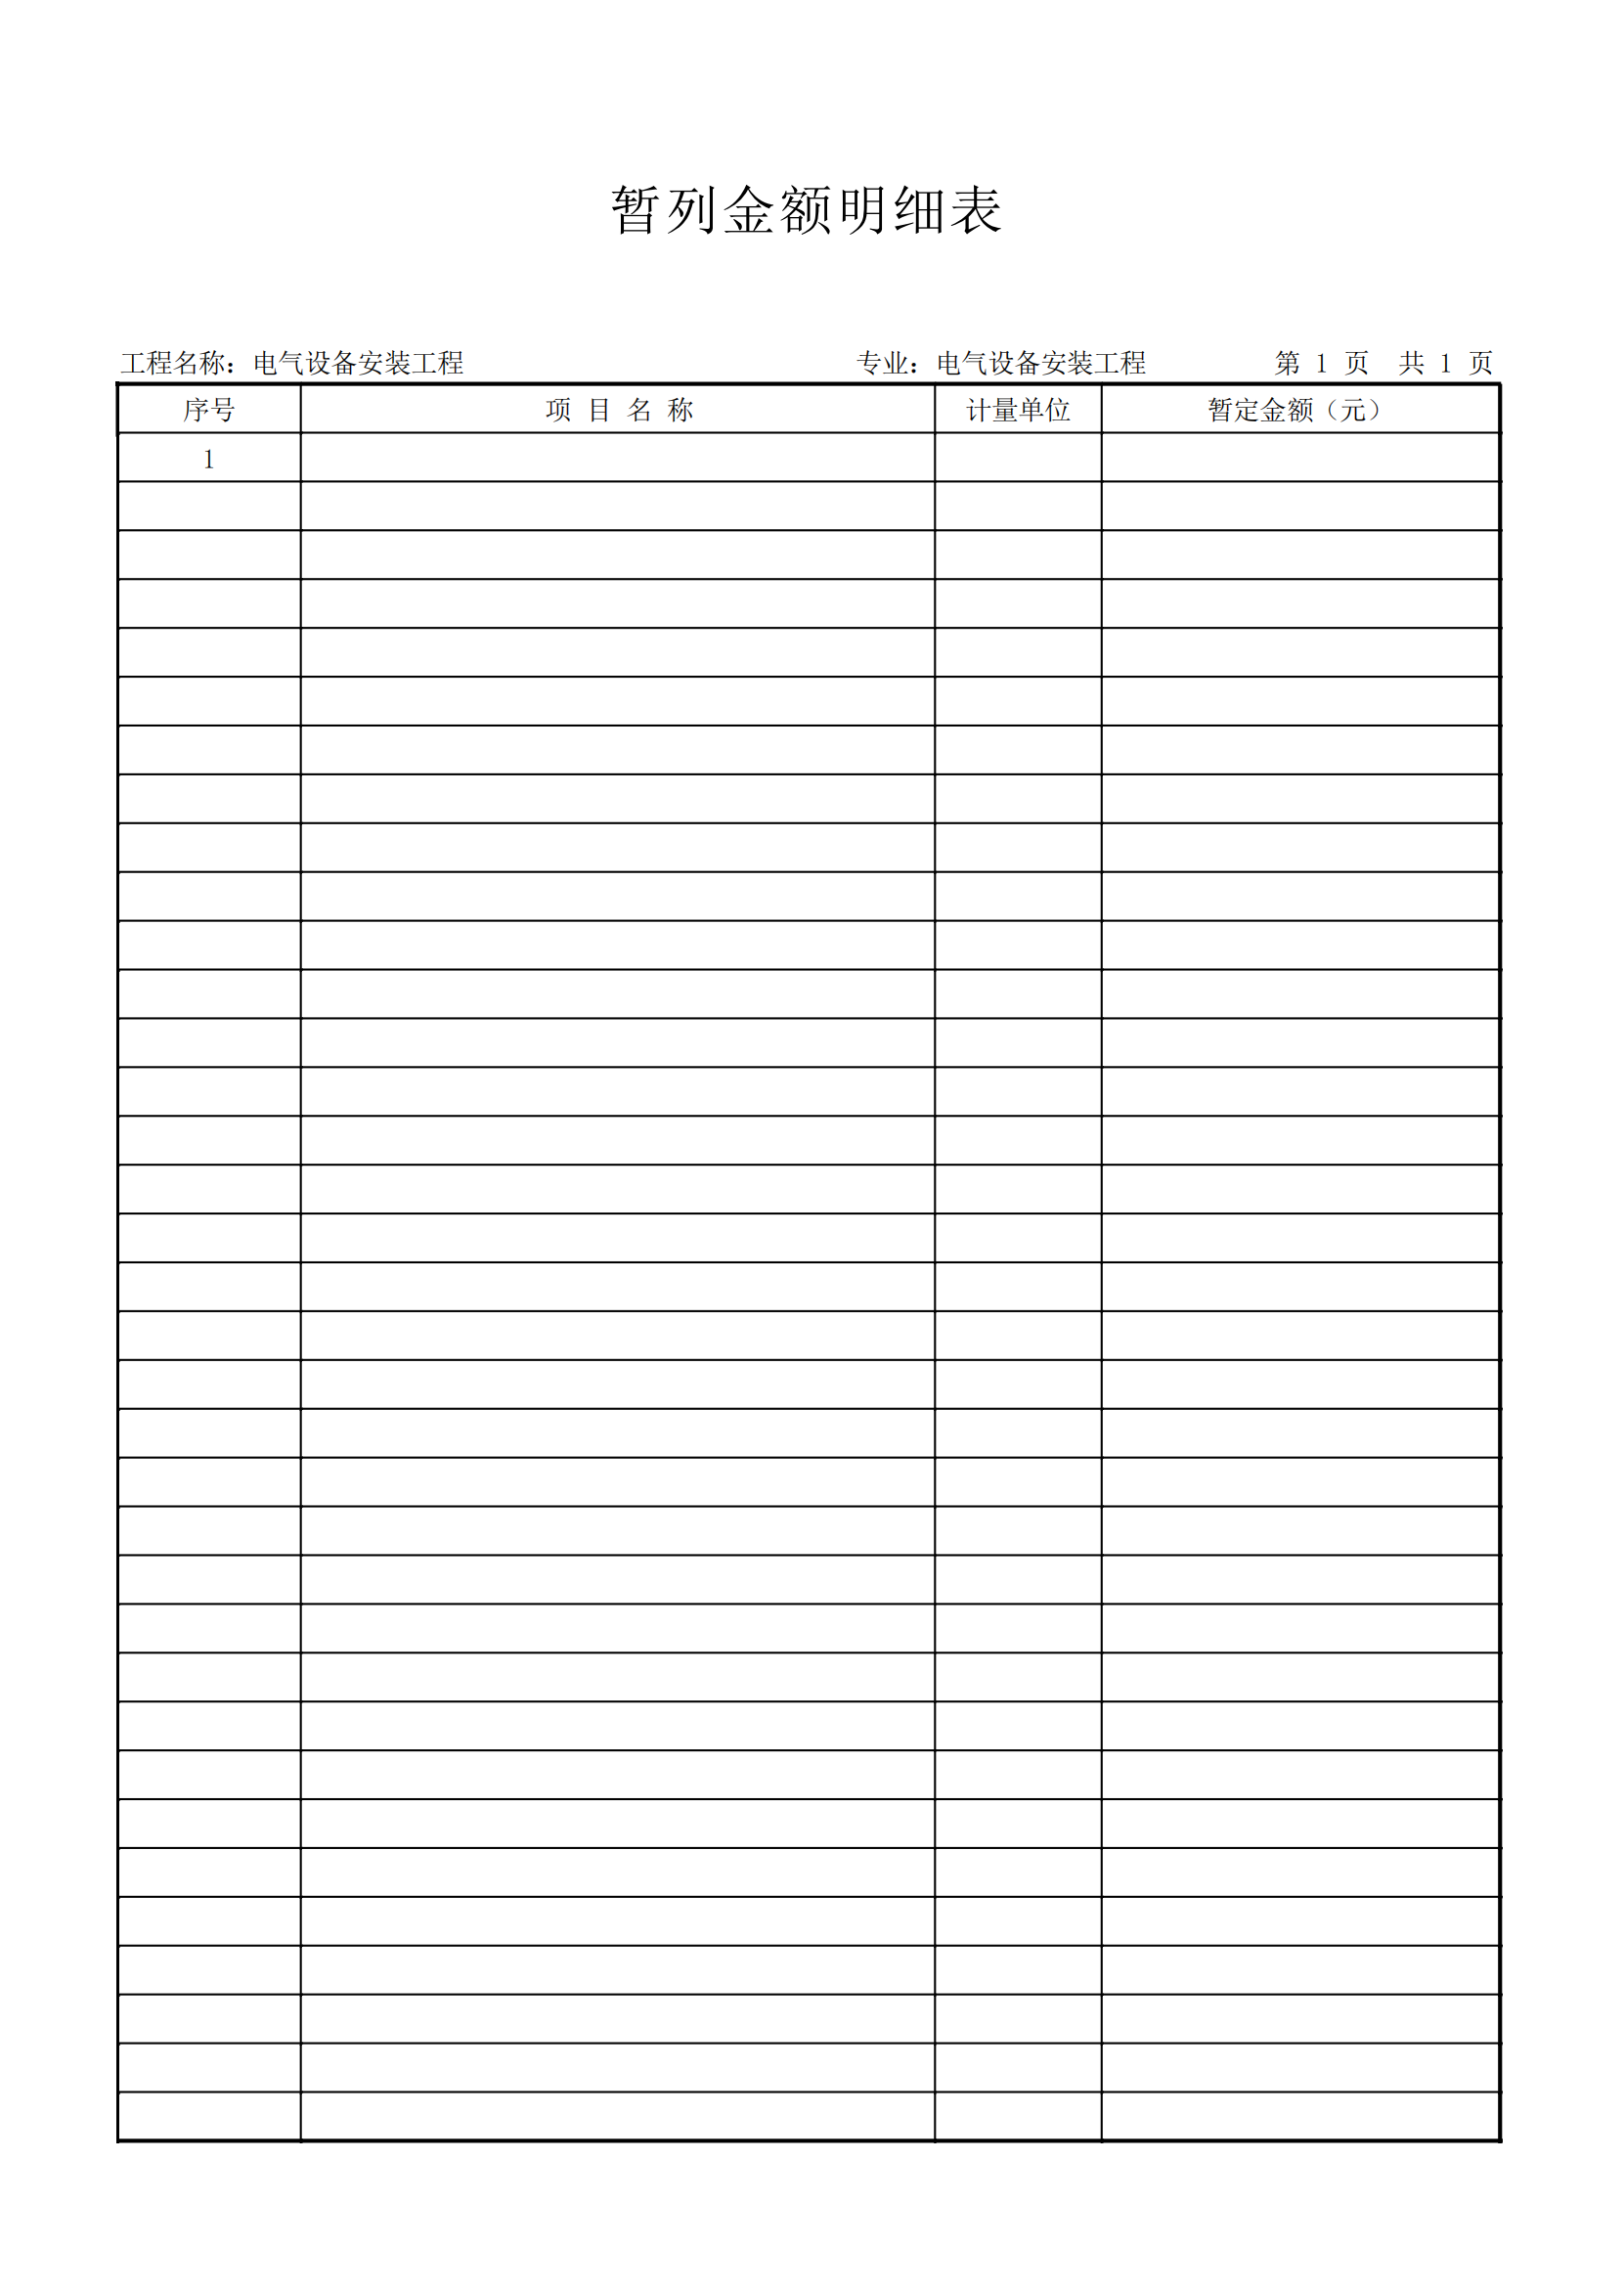 暂列金额明细表
工程名称：电气设备安装工程 专业：电气设备安装工程 第 1 页 共 1 页
序号 项 目 名 称 计量单位 暂定金额（元）
1